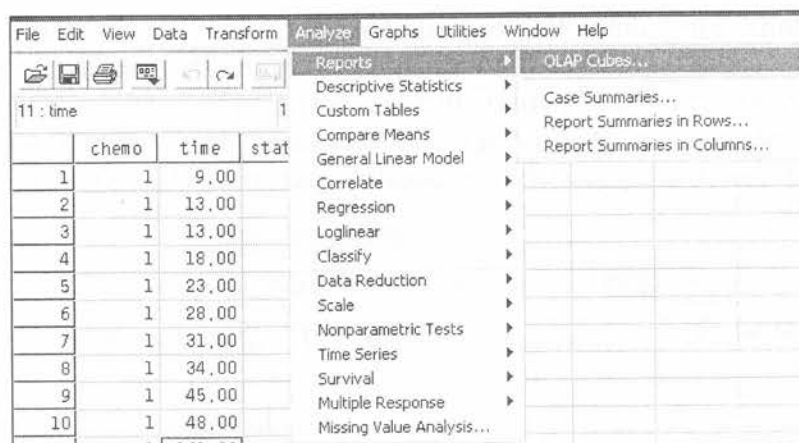 File Edit View Data Transform Analyze Graphs Utilities Window Help
Reports OLAP Cubes...
Descriptive Statistics
Case Summaries...
Custom Tables
Report Summaries in Rows...
Compare Means
Report Summaries in Columns...
General Linear Model
Correlate
Regression
Loglinear
Classify
Data Reduction
Scale
Nonparametric Tests
Time Series
Survival
Multiple Response
Missing Value Analysis...
11 : time 1
chemo time stat
1 1 9,00
2 1 13,00
3 1 13,00
4 1 18,00
5 1 23,00
6 1 28,00
7 1 31,00
8 1 34,00
9 1 45,00
10 1 48,00